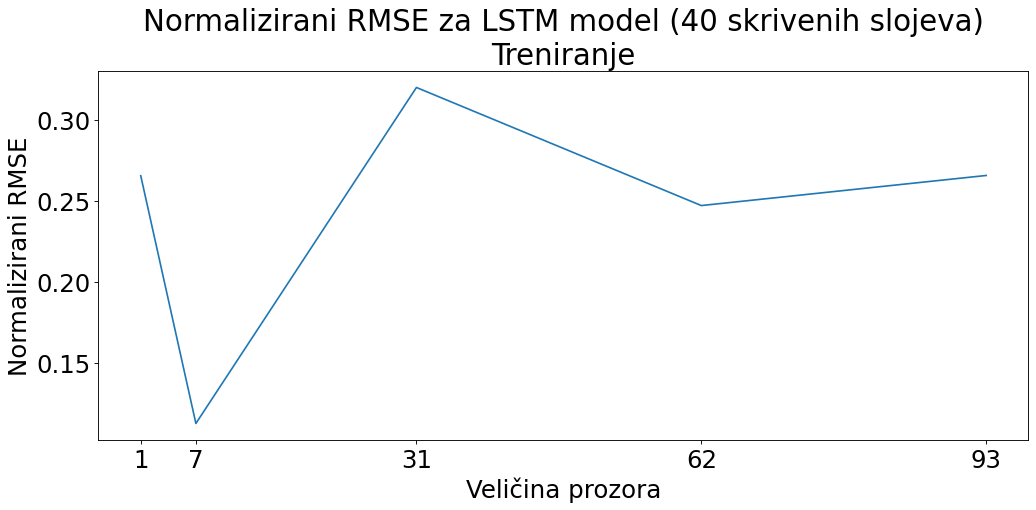 Normalizirani RMSE za LSTM model (40 skrivenih slojeva)
Treniranje
Normalizirani RMSE
0.30
0.25
0.20
0.15
1 7 31 62 93
Veličina prozora